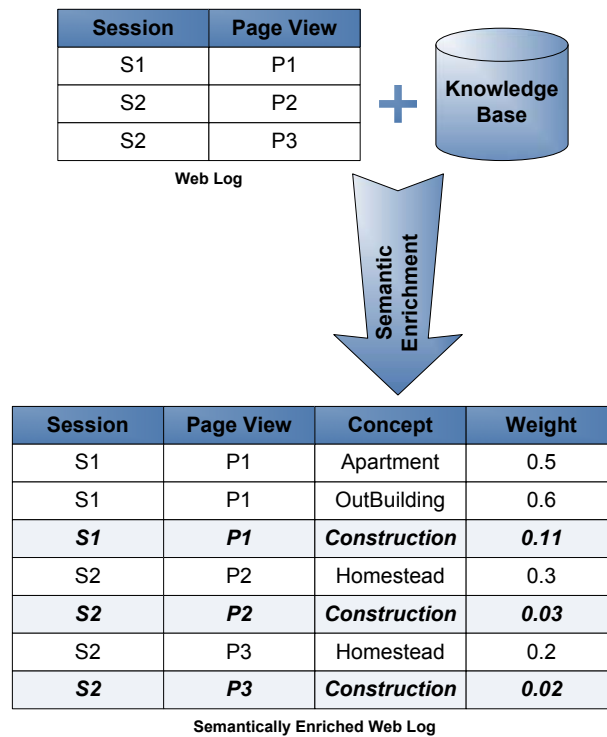 Session Page View
S1 P1
S2 P2
S2 P3
Web Log
Knowledge
Base
Semantic
Enrichment
Session Page View Concept Weight
S1 P1 Apartment 0.5
S1 P1 OutBuilding 0.6
S1 P1 Construction 0.11
S2 P2 Homestead 0.3
S2 P2 Construction 0.03
S2 P3 Homestead 0.2
S2 P3 Construction 0.02
Semantically Enriched Web Log